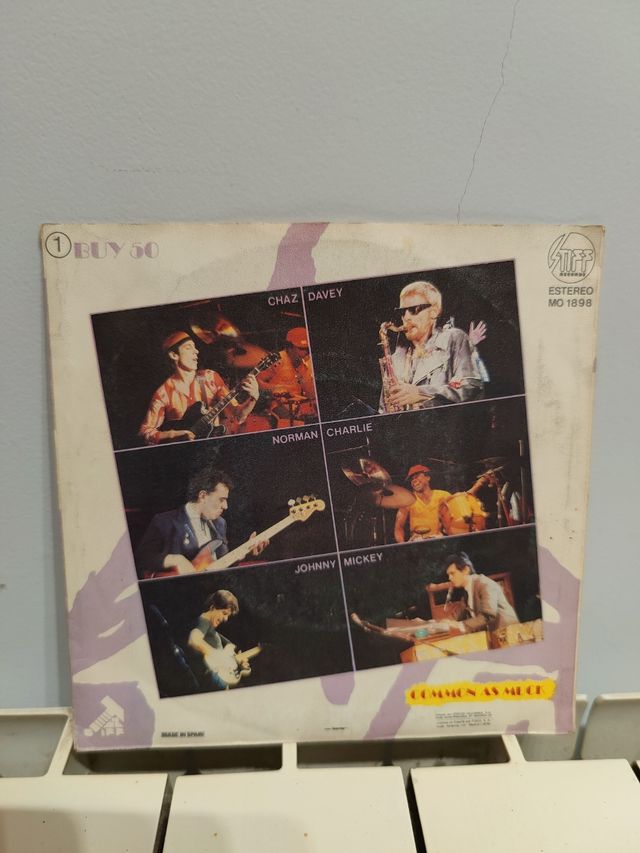 1 BUY 50
STIFF
RECORDS
ESTEREO
MO 1898
CHAZ DAVEY
NORMAN CHARLIE
JOHNNY MICKEY
COMMON AS MUCK
MADE IN SPAIN